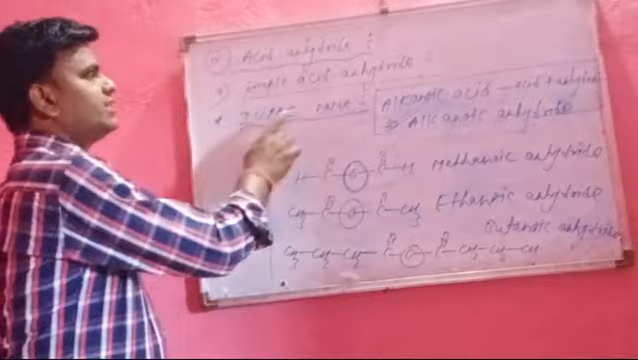 Acid anhydride :
Simple acid anhydride :
* IUPAC name : Alkanoic acid - acid + anhydride
⇒ Alkanoic anhydride
H - C - O - C - H Methanoic anhydride
CH3 - C - O - C - CH3 Ethanoic anhydride
Butanoic anhydride
CH3 - CH2 - CH2 - C - O - C - CH2 - CH2 - CH3